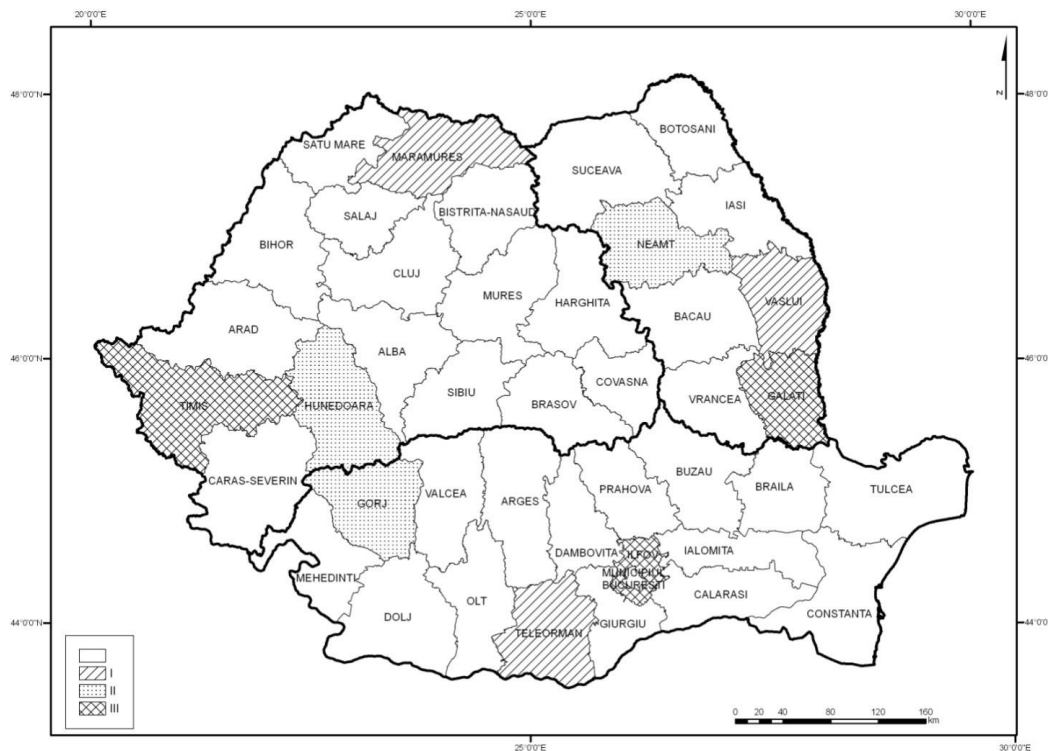 20°0'0"E
25°0'0"E
30°0'0"E
N
48°0'0"N
48°0'0
BOTOSANI
SATU MARE
MARAMURES
SUCEAVA
IASI
SALAJ
BISTRITA-NASAUD
BIHOR
NEAMT
CLUJ
MURES
HARGHITA
VASLUI
BACAU
ARAD
ALBA
46°0'0"N
46°0'0
COVASNA
SIBIU
BRASOV
VRANCEA
GALATI
TIMIS
HUNEDOARA
CARAS-SEVERIN
BUZAU
PRAHOVA
BRAILA
TULCEA
VALCEA
ARGES
GORJ
DAMBOVITA
ILFOV
IALOMITA
MEHEDINTI
MUNICIPIUL
BUCURESTI
CALARASI
OLT
DOLJ
CONSTANTA
44°0'0"N
44°0'0
TELEORMAN
GIURGIU
I
II
III
0 20 40 80 120 160
km
25°0'0"E
30°0'0"E